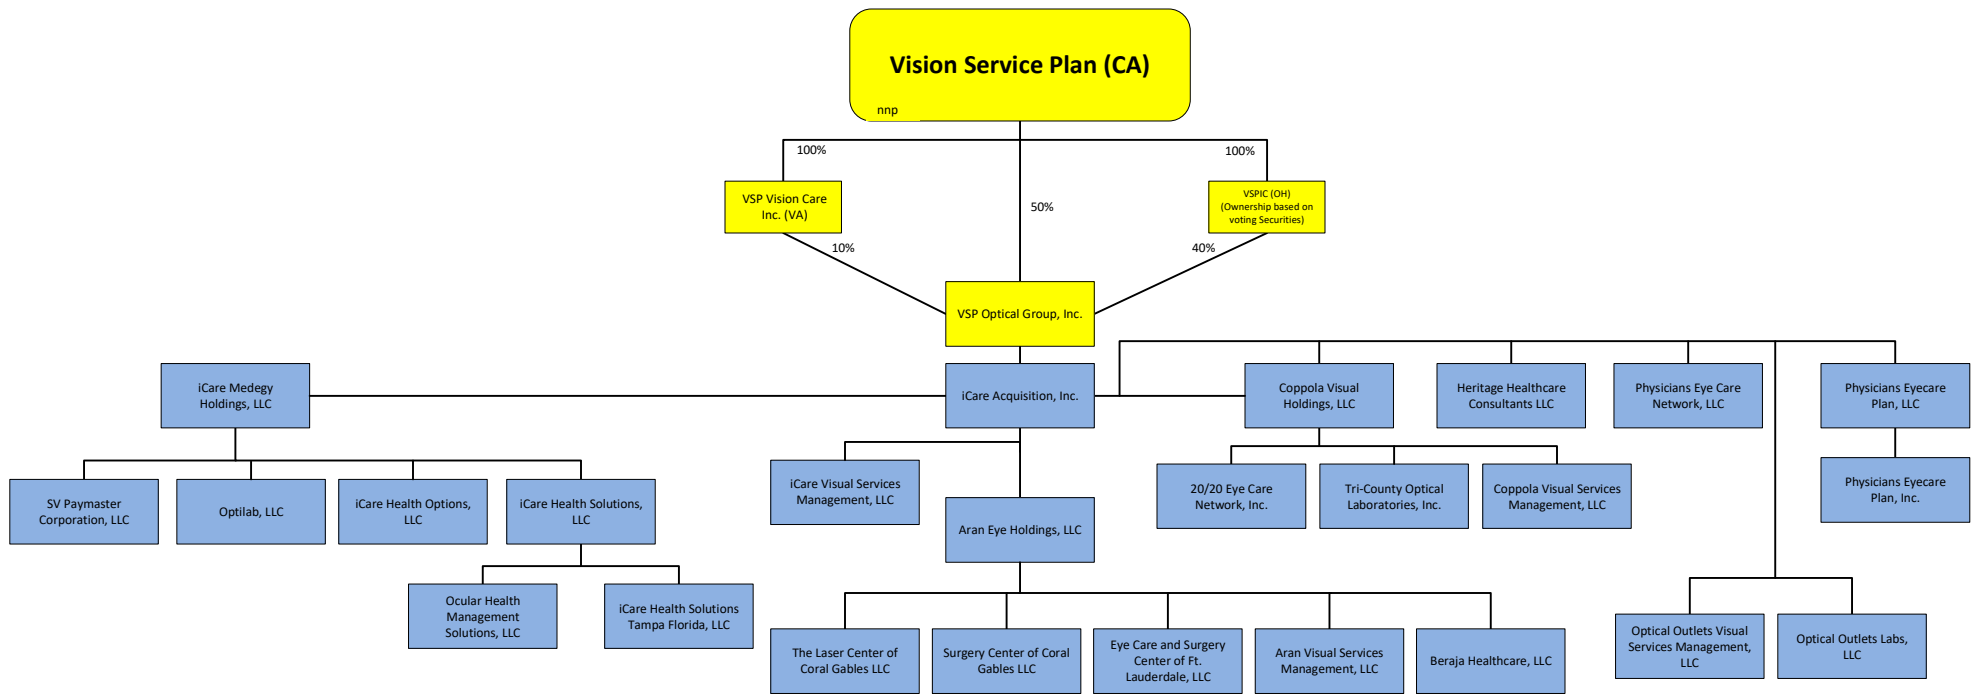 Vision Service Plan (CA)
nnp
100%
100%
VSP Vision Care
Inc. (VA)
50%
VSPIC (OH)
(Ownership based on
voting Securities)
10%
40%
VSP Optical Group, Inc.
iCare Medegy
Holdings, LLC
iCare Acquisition, Inc.
Coppola Visual
Holdings, LLC
Heritage Healthcare
Consultants LLC
Physicians Eye Care
Network, LLC
Physicians Eyecare
Plan, LLC
SV Paymaster
Corporation, LLC
Optilab, LLC
iCare Health Options,
LLC
iCare Health Solutions,
LLC
iCare Visual Services
Management, LLC
Aran Eye Holdings, LLC
20/20 Eye Care
Network, Inc.
Tri-County Optical
Laboratories, Inc.
Coppola Visual Services
Management, LLC
Physicians Eyecare
Plan, Inc.
Ocular Health
Management
Solutions, LLC
iCare Health Solutions
Tampa Florida, LLC
The Laser Center of
Coral Gables LLC
Surgery Center of Coral
Gables LLC
Eye Care and Surgery
Center of Ft.
Lauderdale, LLC
Aran Visual Services
Management, LLC
Beraja Healthcare, LLC
Optical Outlets Visual
Services Management,
LLC
Optical Outlets Labs,
LLC